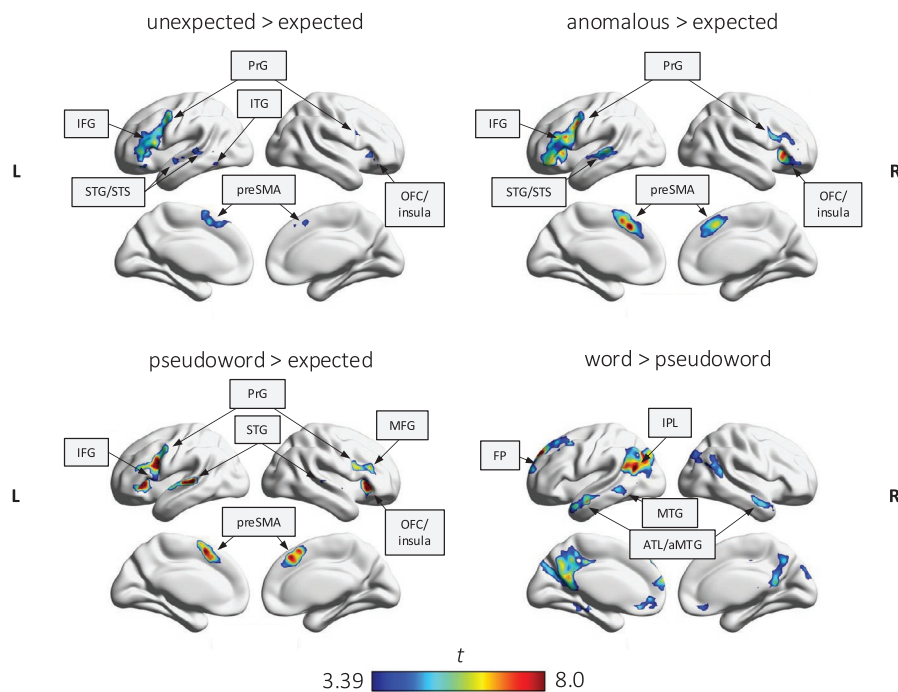 unexpected > expected
anomalous > expected
PrG
ITG
IFG
STG/STS
preSMA
OFC/
insula
PrG
IFG
STG/STS
preSMA
OFC/
insula
L
R
pseudoword > expected
word > pseudoword
PrG
STG
MFG
IFG
preSMA
OFC/
insula
IPL
FP
MTG
ATL/aMTG
L
R
t
3.39
8.0